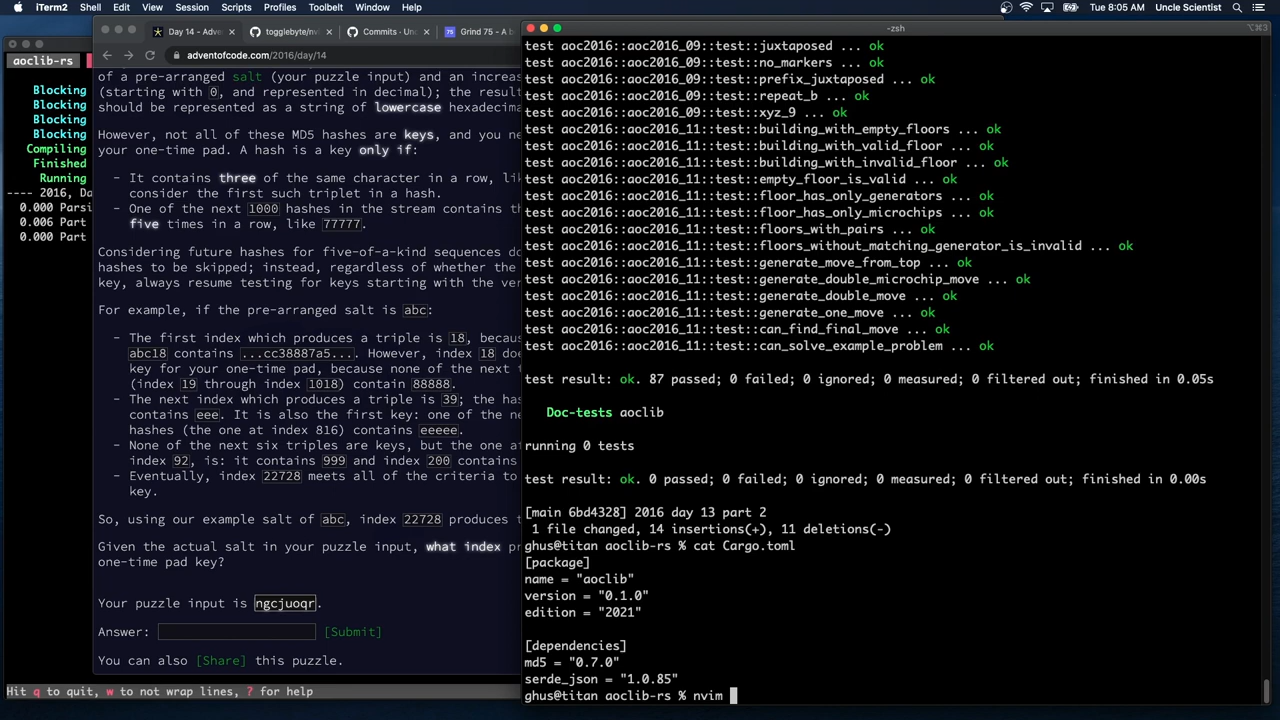 iTerm2 Shell Edit View Session Scripts Profiles Toolbelt Window Help Tue 8:05 AM Uncle Scientist
aoclib-rs
Blocking
Blocking
Blocking
Blocking
Compiling
Finished
Running
---- 2016, Da
0.000 Parsi
0.006 Part
0.000 Part
Hit q to quit, w to not wrap lines, ? for help
Day 14 - Adve
togglebyte/nvi
Commits · Unc
75 Grind 75 - A b
adventofcode.com/2016/day/14
of a pre-arranged salt (your puzzle input) and an increas
(starting with 0, and represented in decimal); the result
should be represented as a string of lowercase hexadecima
However, not all of these MD5 hashes are keys, and you ne
your one-time pad. A hash is a key only if:
- It contains three of the same character in a row, lik
consider the first such triplet in a hash.
- One of the next 1000 hashes in the stream contains th
five times in a row, like 77777.
Considering future hashes for five-of-a-kind sequences do
hashes to be skipped; instead, regardless of whether the
key, always resume testing for keys starting with the ver
For example, if the pre-arranged salt is abc:
- The first index which produces a triple is 18, becaus
abc18 contains ...cc38887a5.... However, index 18 doe
key for your one-time pad, because none of the next t
(index 19 through index 1018) contain 88888.
- The next index which produces a triple is 39; the has
contains eee. It is also the first key: one of the ne
hashes (the one at index 816) contains eeeee.
- None of the next six triples are keys, but the one af
index 92, is: it contains 999 and index 200 contains
- Eventually, index 22728 meets all of the criteria to
key.
So, using our example salt of abc, index 22728 produces t
Given the actual salt in your puzzle input, what index pr
one-time pad key?
Your puzzle input is ngcjuoqr.
Answer: [Submit]
You can also [Share] this puzzle.
-zsh
test aoc2016::aoc2016_09::test::juxtaposed ... ok
test aoc2016::aoc2016_09::test::no_markers ... ok
test aoc2016::aoc2016_09::test::prefix_juxtaposed ... ok
test aoc2016::aoc2016_09::test::repeat_b ... ok
test aoc2016::aoc2016_09::test::xyz_9 ... ok
test aoc2016::aoc2016_11::test::building_with_empty_floors ... ok
test aoc2016::aoc2016_11::test::building_with_valid_floor ... ok
test aoc2016::aoc2016_11::test::building_with_invalid_floor ... ok
test aoc2016::aoc2016_11::test::empty_floor_is_valid ... ok
test aoc2016::aoc2016_11::test::floor_has_only_generators ... ok
test aoc2016::aoc2016_11::test::floor_has_only_microchips ... ok
test aoc2016::aoc2016_11::test::floors_with_pairs ... ok
test aoc2016::aoc2016_11::test::floors_without_matching_generator_is_invalid ... ok
test aoc2016::aoc2016_11::test::generate_move_from_top ... ok
test aoc2016::aoc2016_11::test::generate_double_microchip_move ... ok
test aoc2016::aoc2016_11::test::generate_double_move ... ok
test aoc2016::aoc2016_11::test::generate_one_move ... ok
test aoc2016::aoc2016_11::test::can_find_final_move ... ok
test aoc2016::aoc2016_11::test::can_solve_example_problem ... ok
test result: ok. 87 passed; 0 failed; 0 ignored; 0 measured; 0 filtered out; finished in 0.05s
Doc-tests aoclib
running 0 tests
test result: ok. 0 passed; 0 failed; 0 ignored; 0 measured; 0 filtered out; finished in 0.00s
[main 6bd4328] 2016 day 13 part 2
1 file changed, 14 insertions(+), 11 deletions(-)
ghus@titan aoclib-rs % cat Cargo.toml
[package]
name = "aoclib"
version = "0.1.0"
edition = "2021"
[dependencies]
md5 = "0.7.0"
serde_json = "1.0.85"
ghus@titan aoclib-rs % nvim